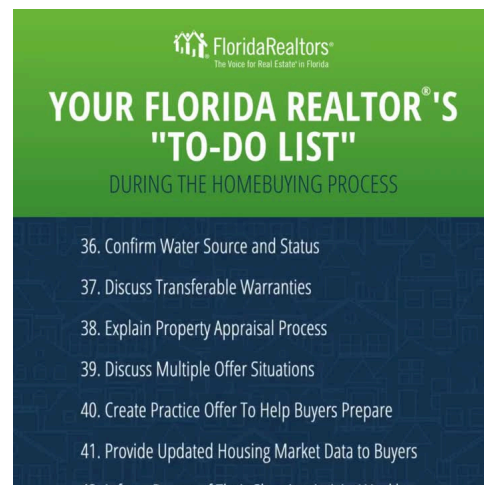 FloridaRealtors®
The Voice for Real Estate® in Florida
YOUR FLORIDA REALTOR®'S
"TO-DO LIST"
DURING THE HOMEBUYING PROCESS
36. Confirm Water Source and Status
37. Discuss Transferable Warranties
38. Explain Property Appraisal Process
39. Discuss Multiple Offer Situations
40. Create Practice Offer To Help Buyers Prepare
41. Provide Updated Housing Market Data to Buyers